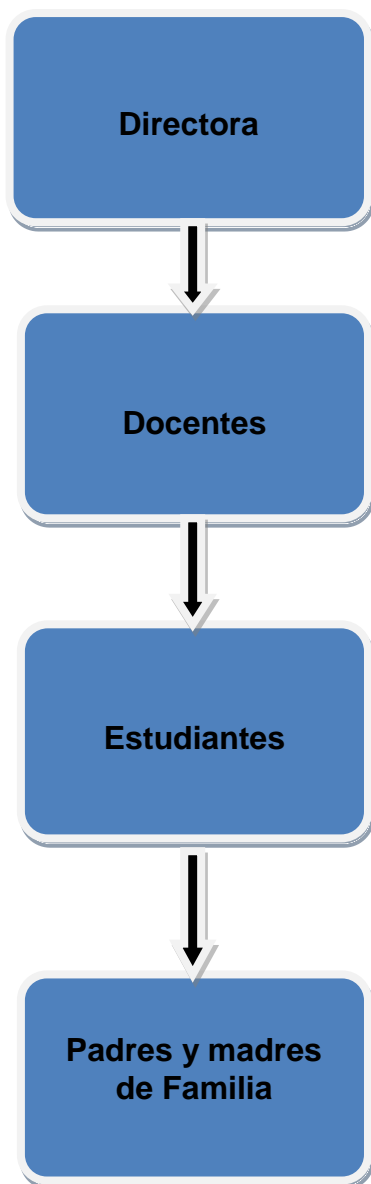 Directora
Docentes
Estudiantes
Padres y madres
de Familia